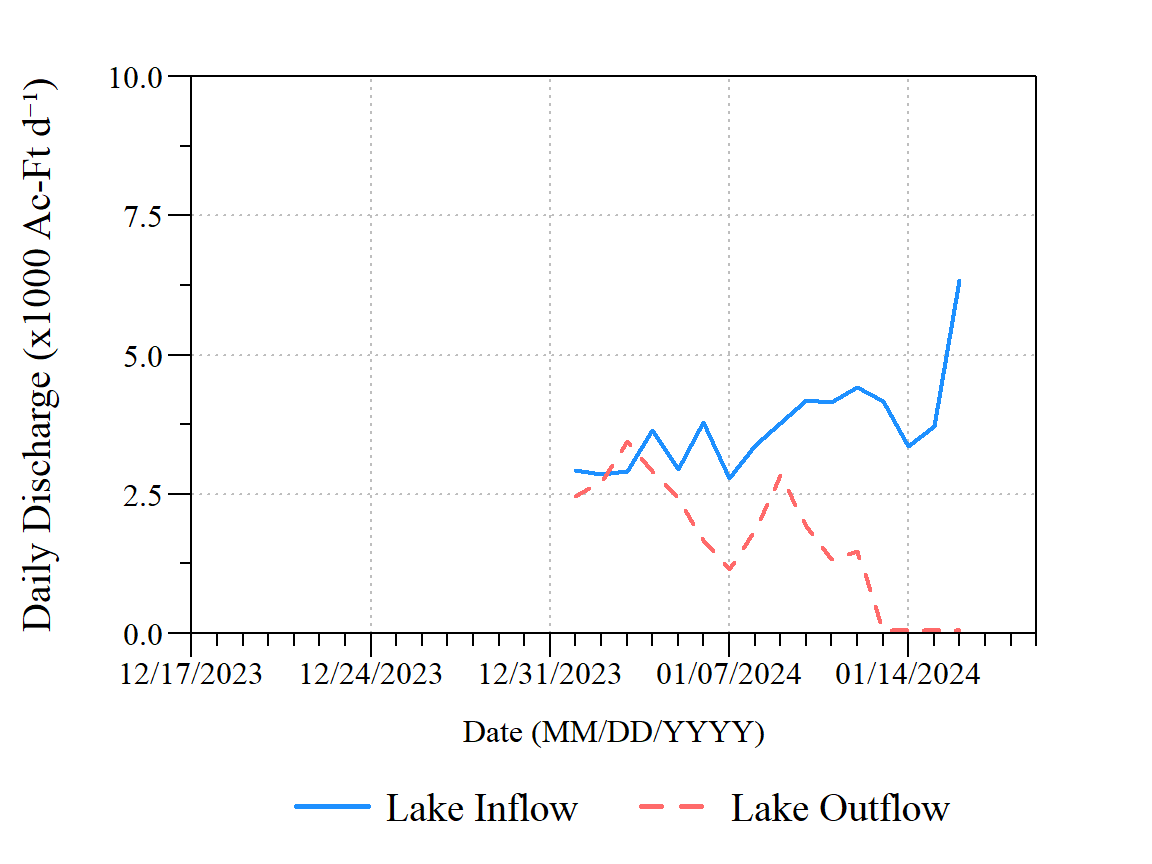 Daily Discharge (x1000 Ac-Ft d⁻¹)
10.0
7.5
5.0
2.5
0.0
12/17/2023 12/24/2023 12/31/2023 01/07/2024 01/14/2024
Date (MM/DD/YYYY)
Lake Inflow Lake Outflow